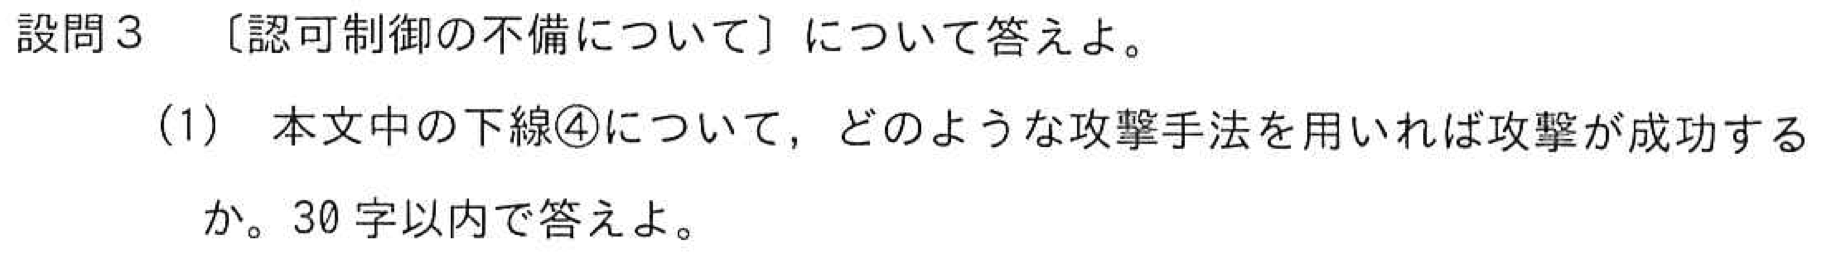 設問3 〔認可制御の不備について〕について答えよ。
(1) 本文中の下線④について，どのような攻撃手法を用いれば攻撃が成功する
か。30字以内で答えよ。